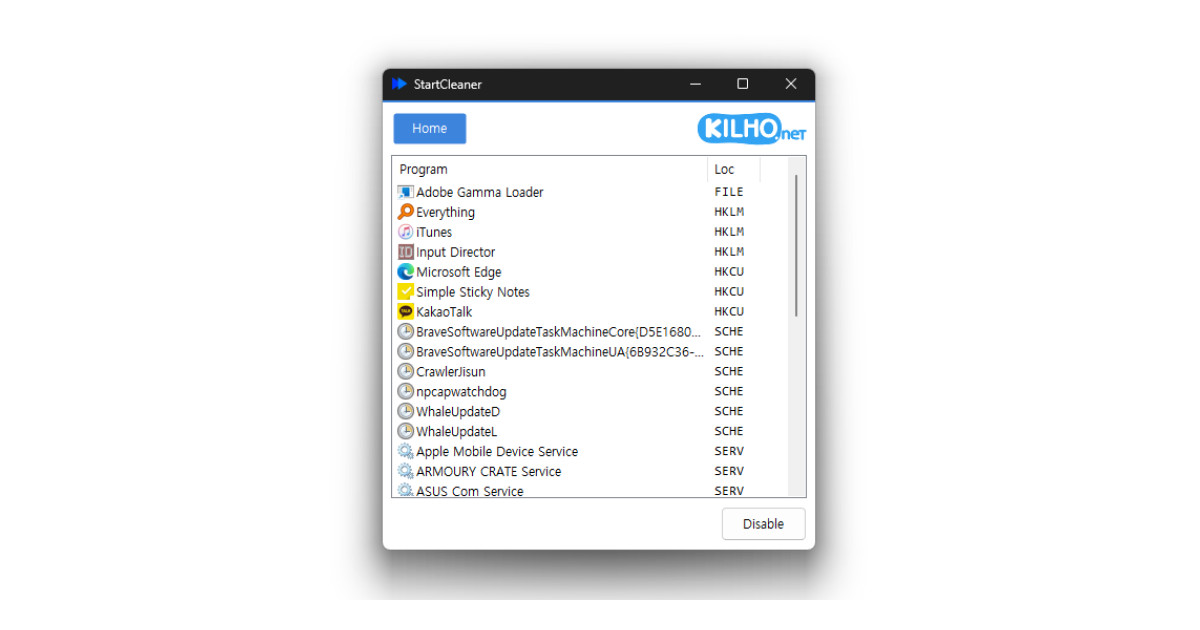 StartCleaner
Home
KILHO.net
Program Loc
Adobe Gamma Loader FILE
Everything HKLM
iTunes HKLM
ID Input Director HKLM
Microsoft Edge HKCU
Simple Sticky Notes HKCU
TALK KakaoTalk HKCU
BraveSoftwareUpdateTaskMachineCore{D5E1680... SCHE
BraveSoftwareUpdateTaskMachineUA{6B932C36-... SCHE
CrawlerJisun SCHE
npcapwatchdog SCHE
WhaleUpdateD SCHE
WhaleUpdateL SCHE
Apple Mobile Device Service SERV
ARMOURY CRATE Service SERV
ASUS Com Service SERV
Disable